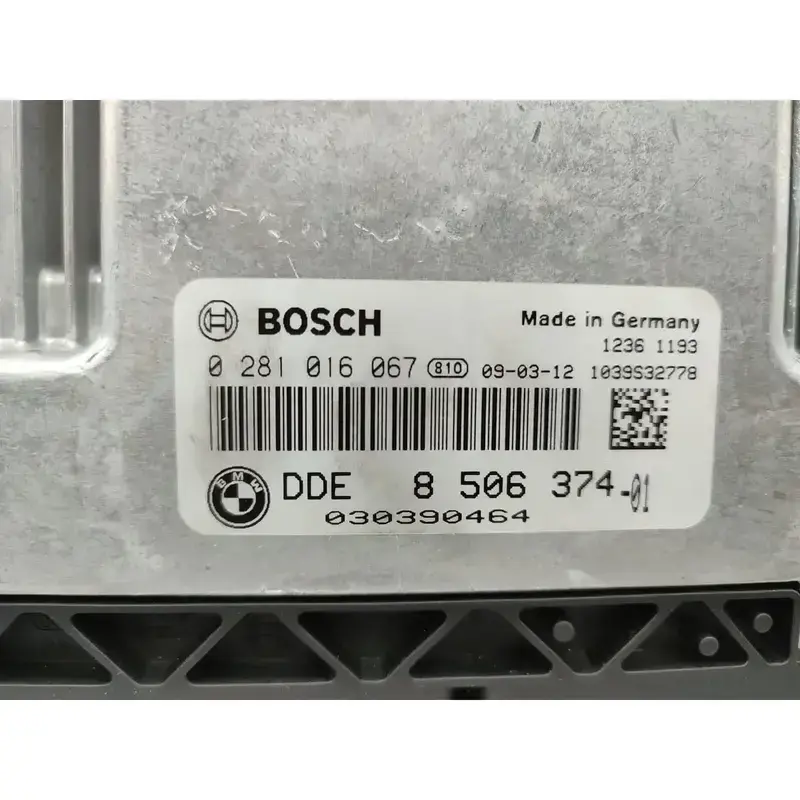 BOSCH
Made in Germany
1236 1193
0 281 016 067 810 09-03-12 1039S32778
BMW
DDE 8 506 374-01
030390464